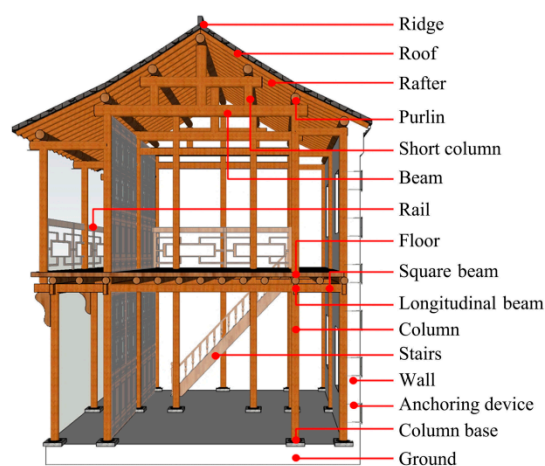 Ridge
Roof
Rafter
Purlin
Short column
Beam
Rail
Floor
Square beam
Longitudinal beam
Column
Stairs
Wall
Anchoring device
Column base
Ground